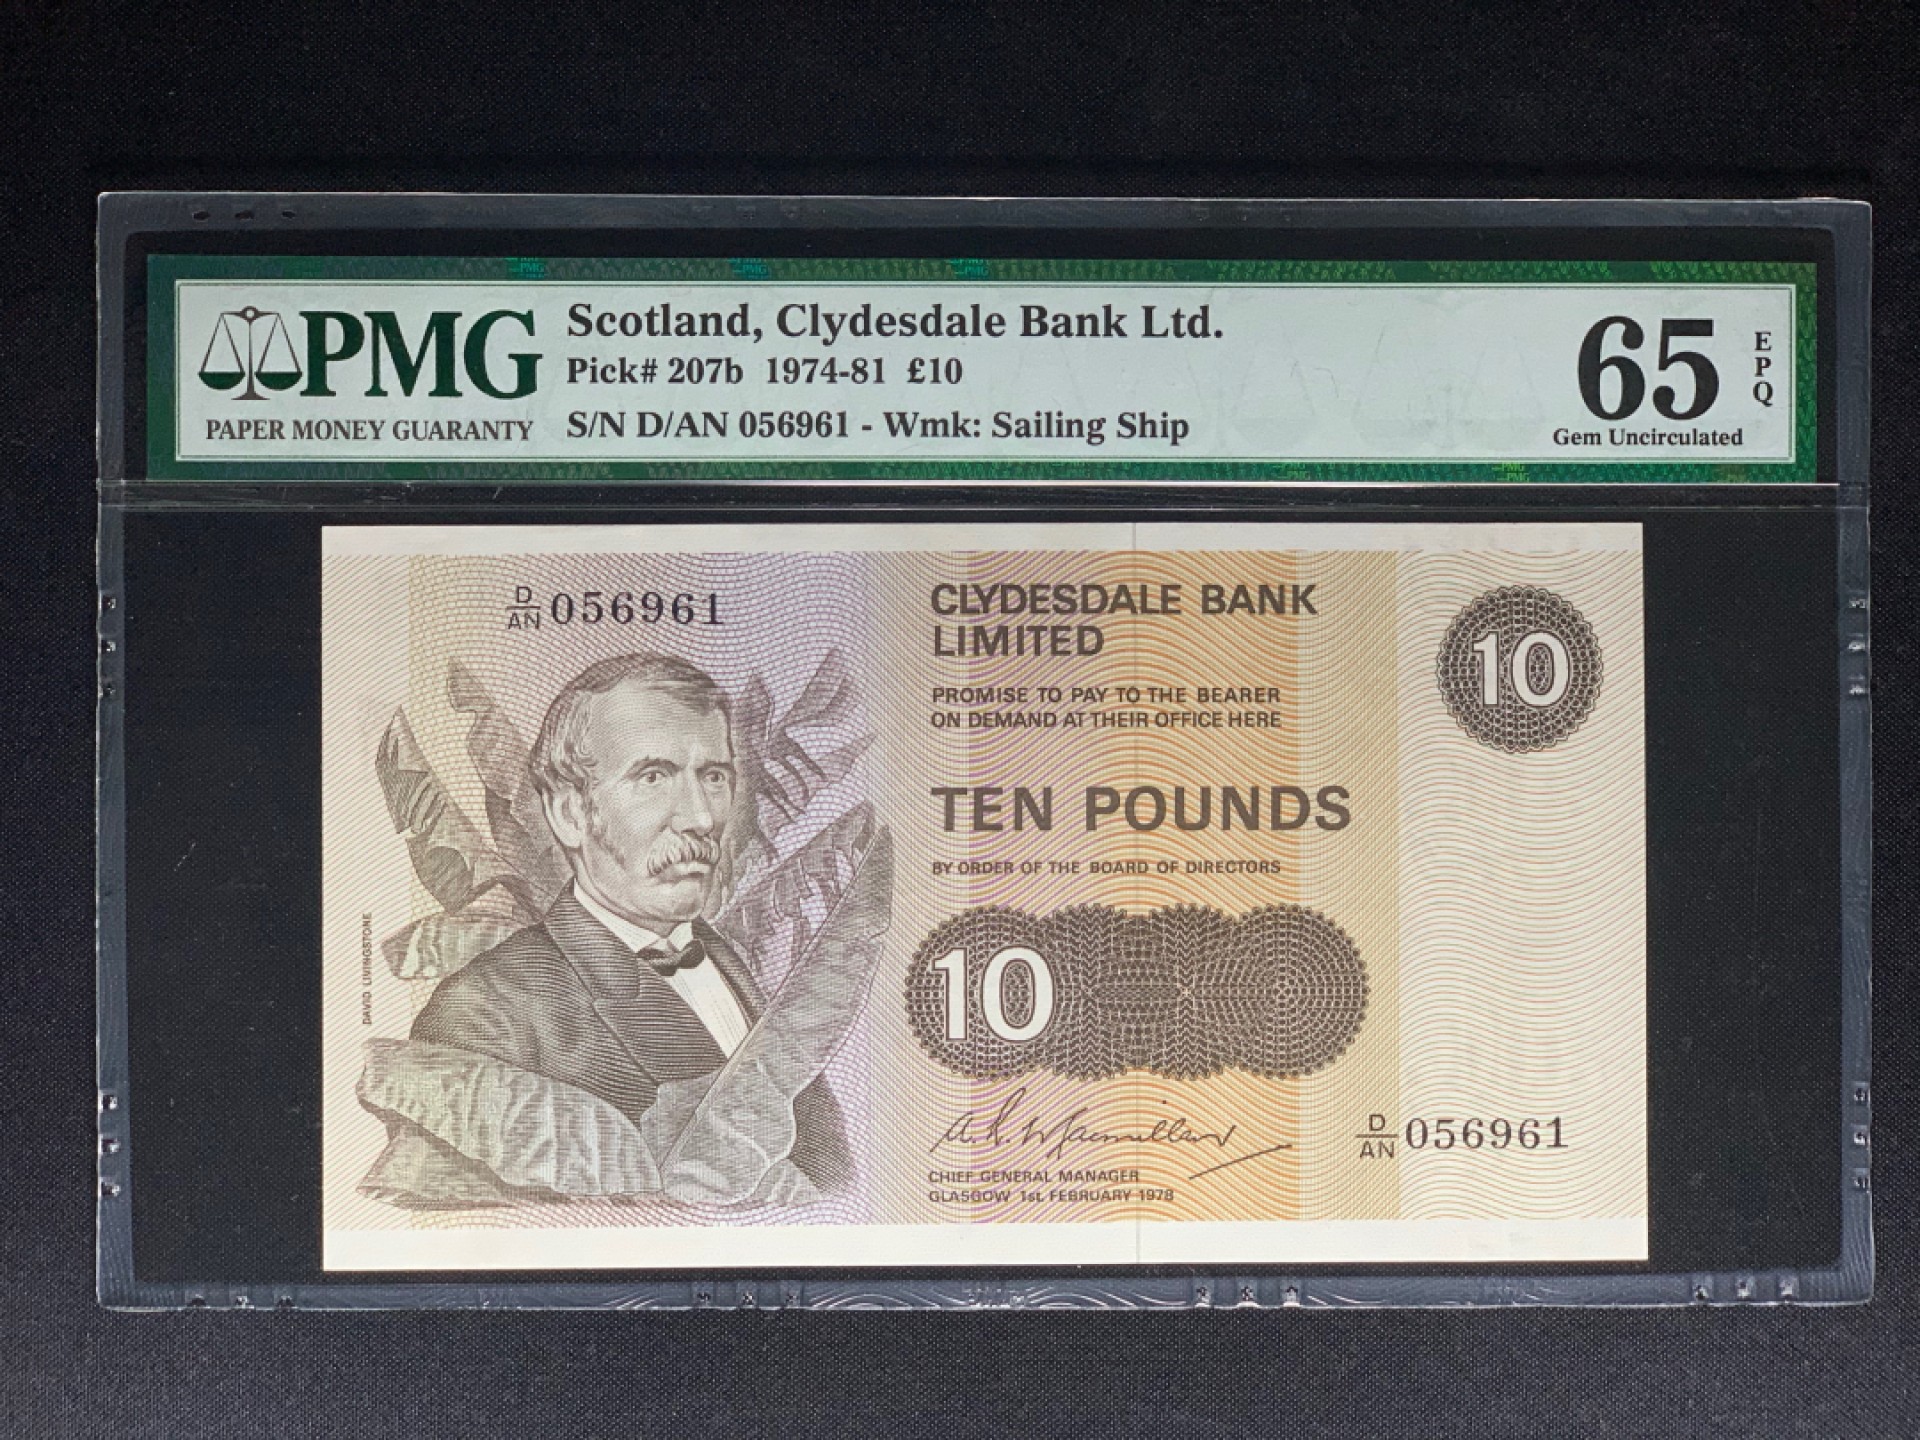 PMG
PAPER MONEY GUARANTY
Scotland, Clydesdale Bank Ltd.
Pick# 207b 1974-81 £10
S/N D/AN 056961 - Wmk: Sailing Ship
65
EPQ
Gem Uncirculated
D/AN 056961
CLYDESDALE BANK
LIMITED
PROMISE TO PAY TO THE BEARER
ON DEMAND AT THEIR OFFICE HERE
10
TEN POUNDS
BY ORDER OF THE BOARD OF DIRECTORS
DAVID LIVINGSTONE
10
A. R. Macmillan
CHIEF GENERAL MANAGER
GLASGOW 1st. FEBRUARY 1978
D/AN 056961